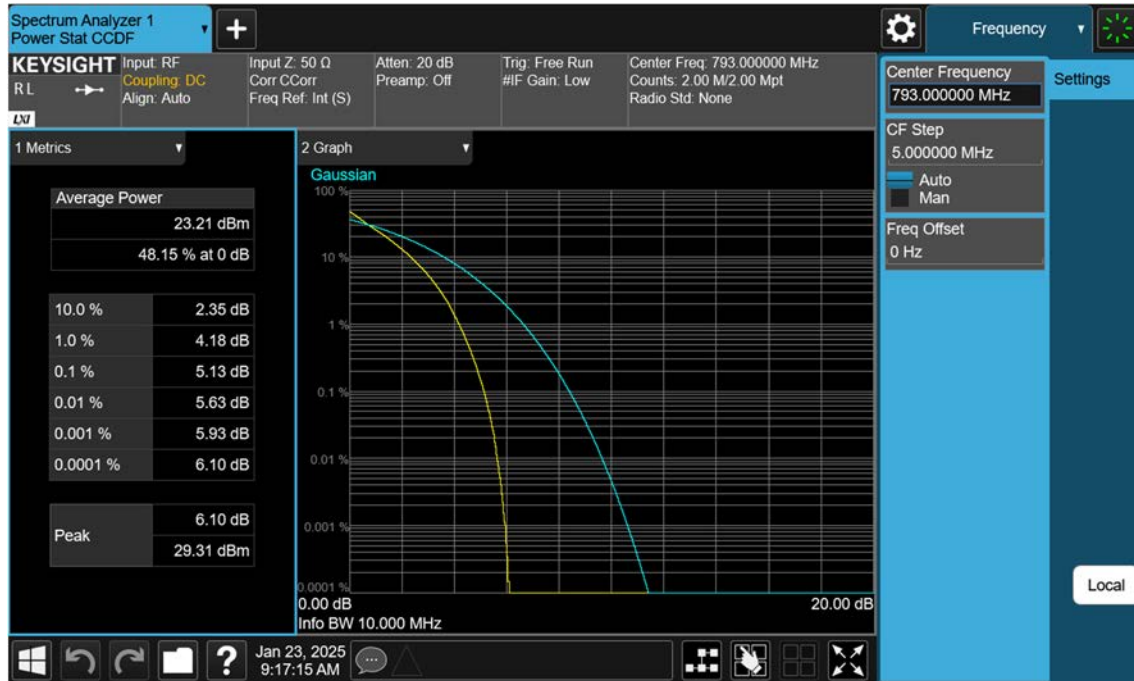 Spectrum Analyzer 1
Power Stat CCDF
Frequency
KEYSIGHT
R L
LXI
Input: RF
Coupling: DC
Align: Auto
Input Z: 50 Ω
Corr CCorr
Freq Ref: Int (S)
Atten: 20 dB
Preamp: Off
Trig: Free Run
#IF Gain: Low
Center Freq: 793.000000 MHz
Counts: 2.00 M/2.00 Mpt
Radio Std: None
Center Frequency
793.000000 MHz
Settings
CF Step
5.000000 MHz
Auto
Man
Freq Offset
0 Hz
Local
1 Metrics
Average Power
23.21 dBm
48.15 % at 0 dB
10.0 % 2.35 dB
1.0 % 4.18 dB
0.1 % 5.13 dB
0.01 % 5.63 dB
0.001 % 5.93 dB
0.0001 % 6.10 dB
Peak
6.10 dB
29.31 dBm
2 Graph
Gaussian
100 %
10 %
1 %
0.1 %
0.01 %
0.001 %
0.0001 %
0.00 dB 20.00 dB
Info BW 10.000 MHz
?
Jan 23, 2025
9:17:15 AM